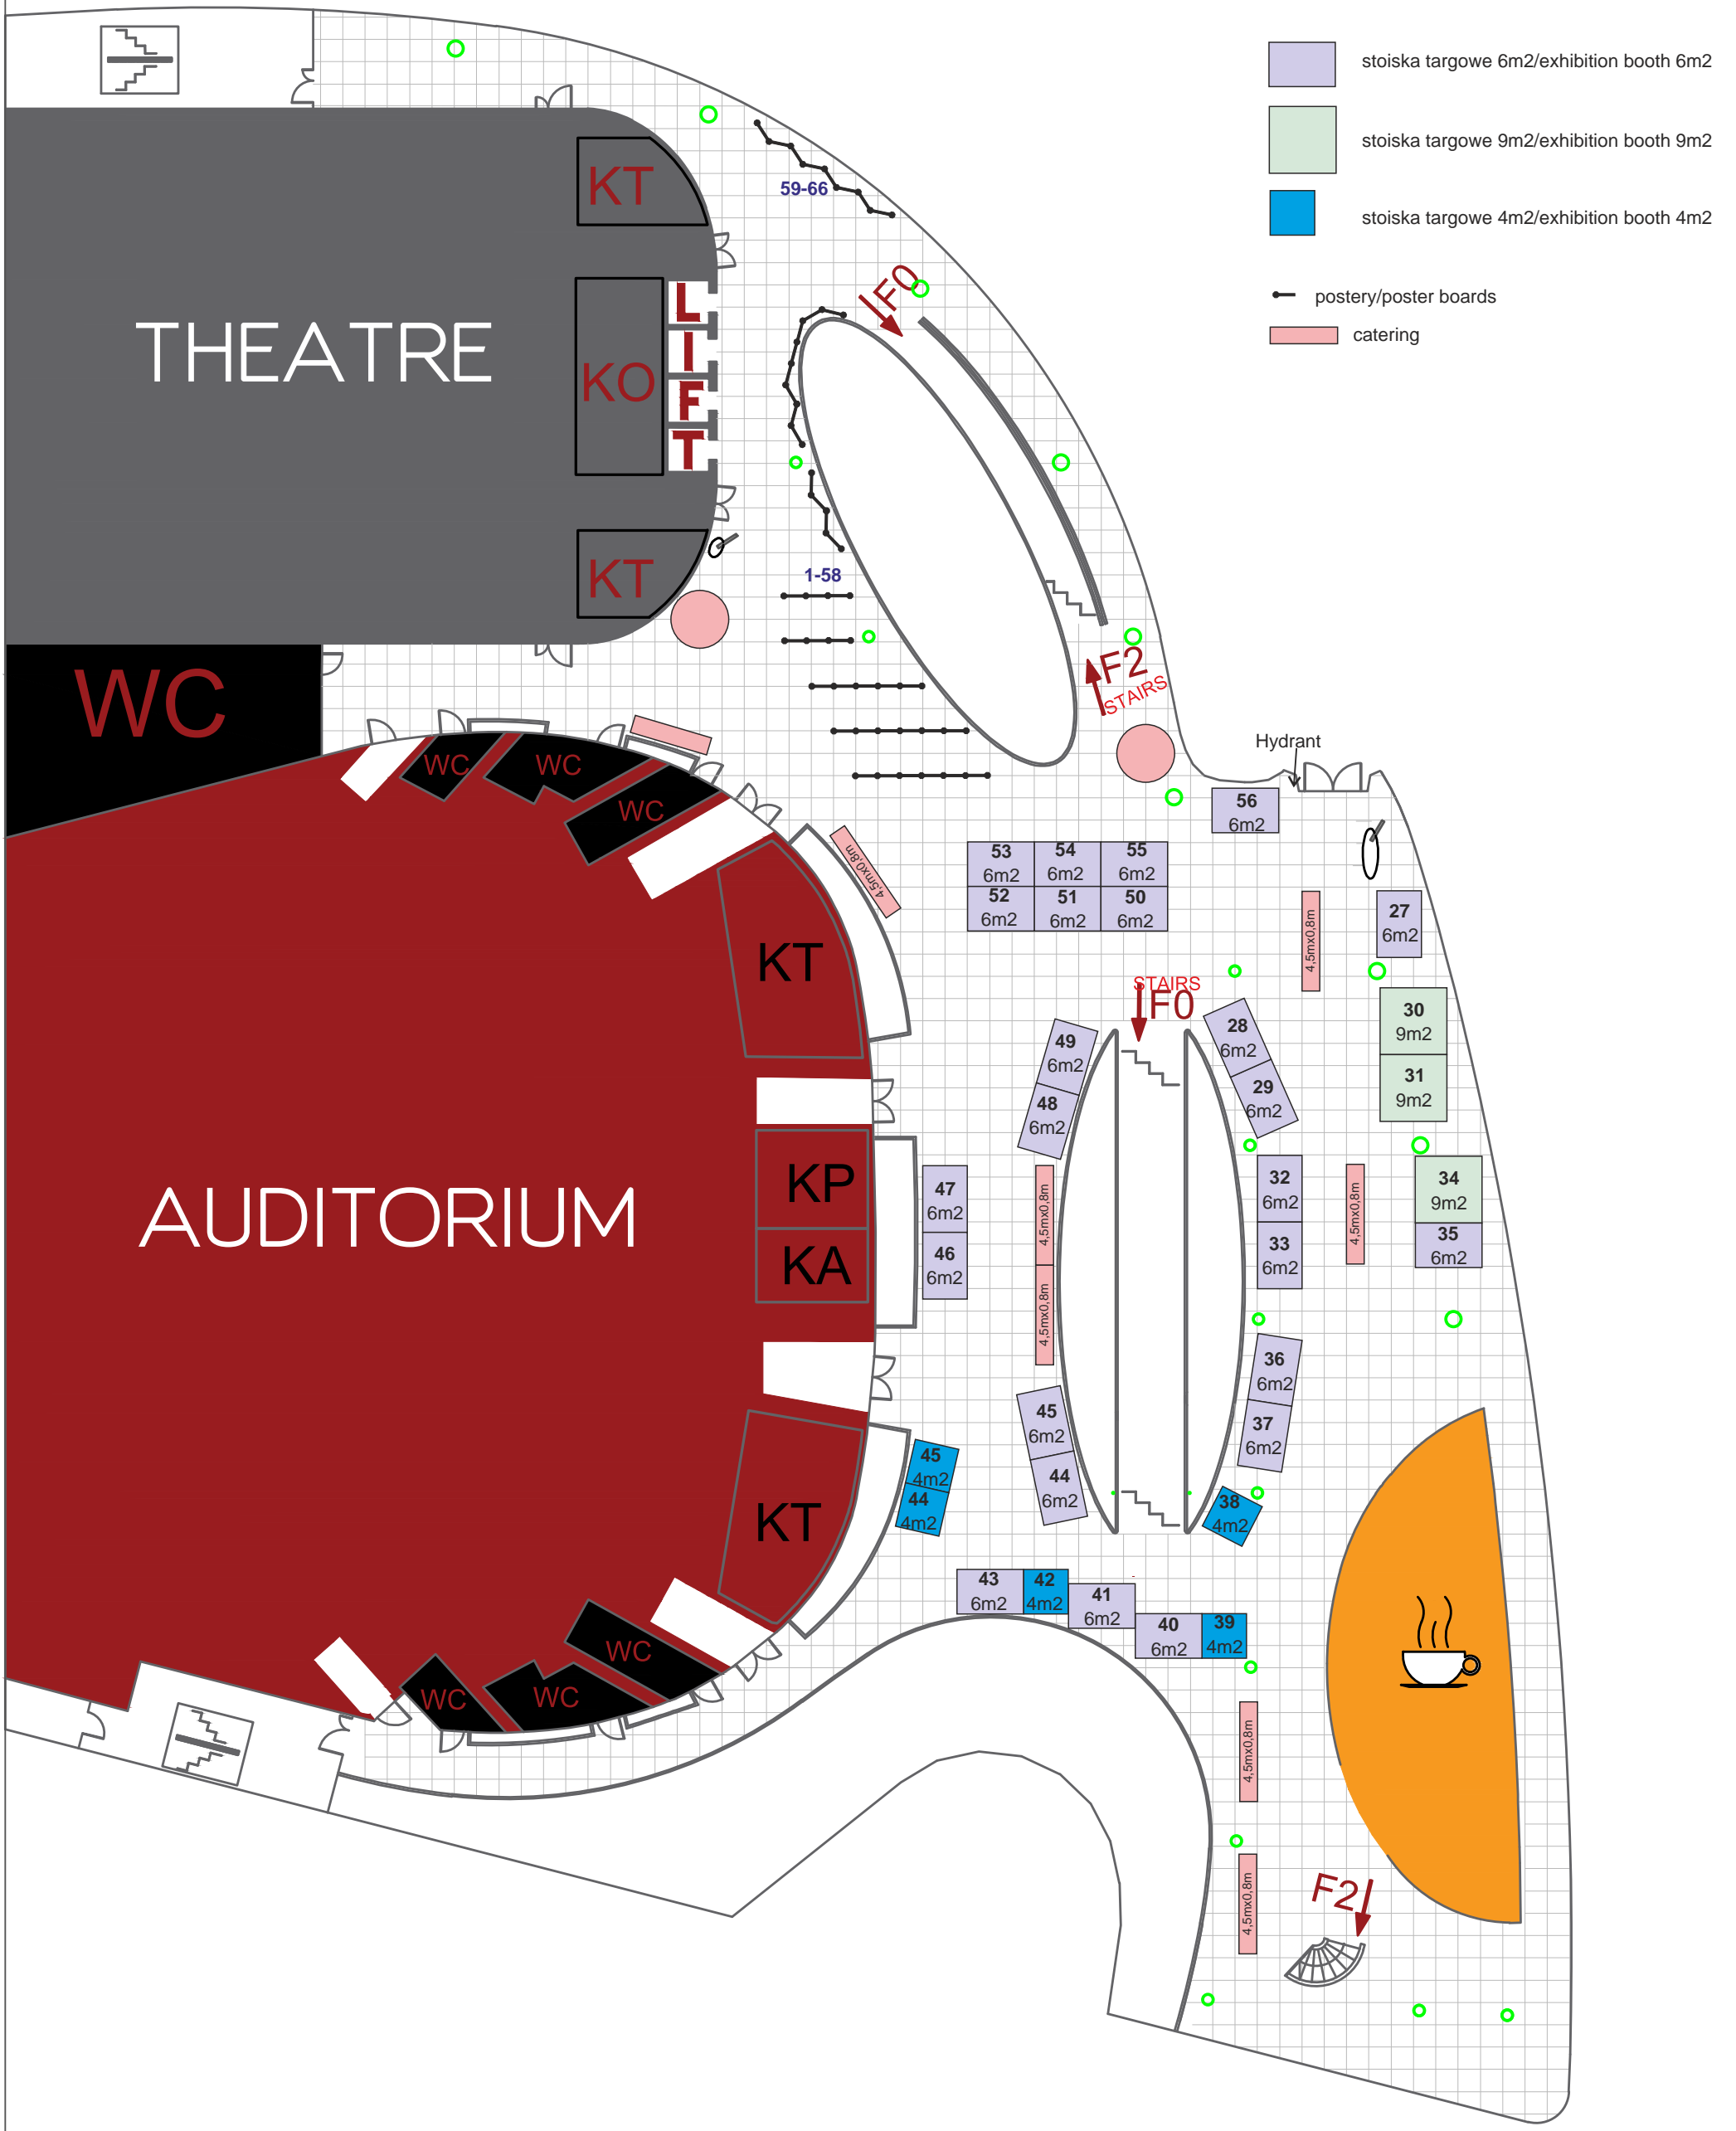 stoiska targowe 6m2/exhibition booth 6m2
stoiska targowe 9m2/exhibition booth 9m2
stoiska targowe 4m2/exhibition booth 4m2
postery/poster boards
catering
KT
59-66
F0
THEATRE
KO
L
I
F
T
KT
1-58
F2
STAIRS
WC
Hydrant
WC
WC
WC
4,5mx0,8m
56
6m2
53
6m2
54
6m2
55
6m2
52
6m2
51
6m2
50
6m2
27
6m2
4,5mx0,8m
KT
STAIRS
F0
30
9m2
31
9m2
28
6m2
29
6m2
49
6m2
48
6m2
AUDITORIUM
KP
KA
47
6m2
46
6m2
4,5mx0,8m
4,5mx0,8m
32
6m2
33
6m2
4,5mx0,8m
34
9m2
35
6m2
36
6m2
37
6m2
45
6m2
44
6m2
45
4m2
44
4m2
38
4m2
KT
43
6m2
42
4m2
41
6m2
40
6m2
39
4m2
WC
WC
WC
4,5mx0,8m
4,5mx0,8m
F2